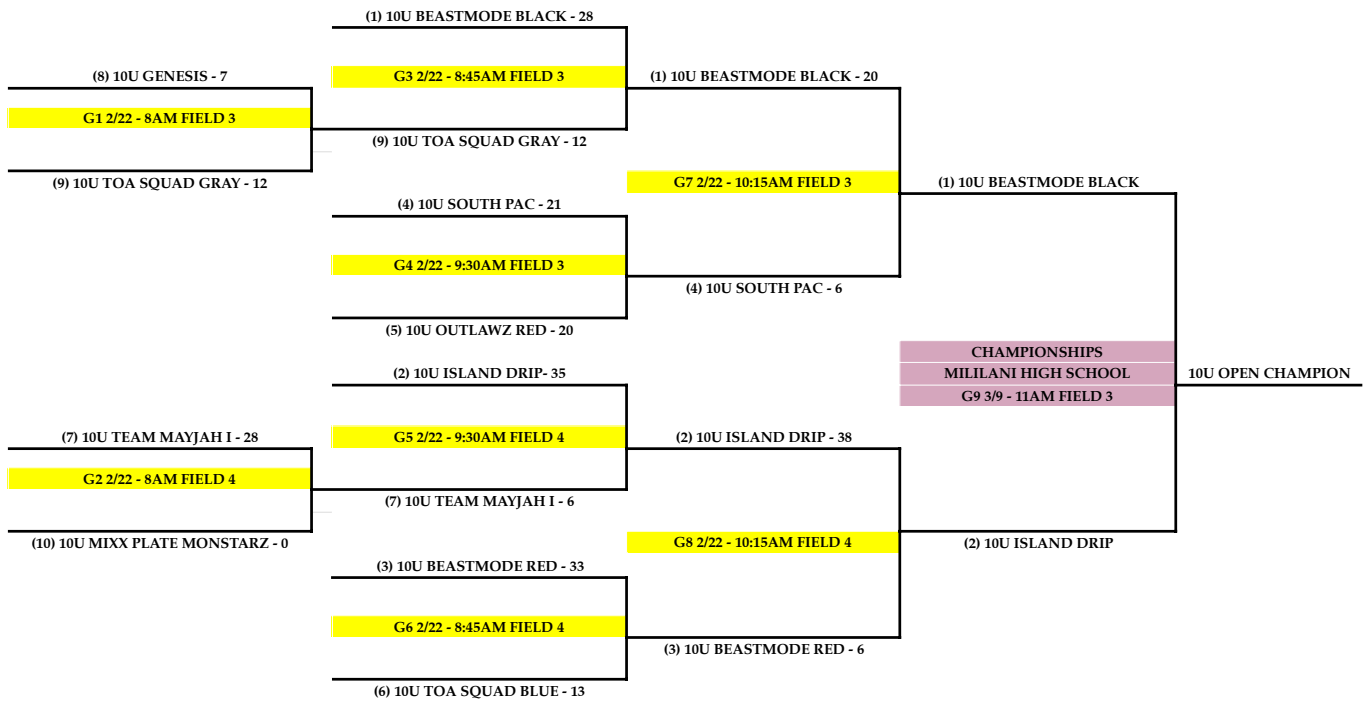 (1) 10U BEASTMODE BLACK - 28
(8) 10U GENESIS - 7
G3 2/22 - 8:45AM FIELD 3
(1) 10U BEASTMODE BLACK - 20
G1 2/22 - 8AM FIELD 3
(9) 10U TOA SQUAD GRAY - 12
(9) 10U TOA SQUAD GRAY - 12
G7 2/22 - 10:15AM FIELD 3
(1) 10U BEASTMODE BLACK
(4) 10U SOUTH PAC - 21
G4 2/22 - 9:30AM FIELD 3
(4) 10U SOUTH PAC - 6
(5) 10U OUTLAWZ RED - 20
CHAMPIONSHIPS
MILILANI HIGH SCHOOL
10U OPEN CHAMPION
(2) 10U ISLAND DRIP- 35
G9 3/9 - 11AM FIELD 3
(7) 10U TEAM MAYJAH I - 28
G5 2/22 - 9:30AM FIELD 4
(2) 10U ISLAND DRIP - 38
G2 2/22 - 8AM FIELD 4
(7) 10U TEAM MAYJAH I - 6
(10) 10U MIXX PLATE MONSTARZ - 0
G8 2/22 - 10:15AM FIELD 4
(2) 10U ISLAND DRIP
(3) 10U BEASTMODE RED - 33
G6 2/22 - 8:45AM FIELD 4
(3) 10U BEASTMODE RED - 6
(6) 10U TOA SQUAD BLUE - 13